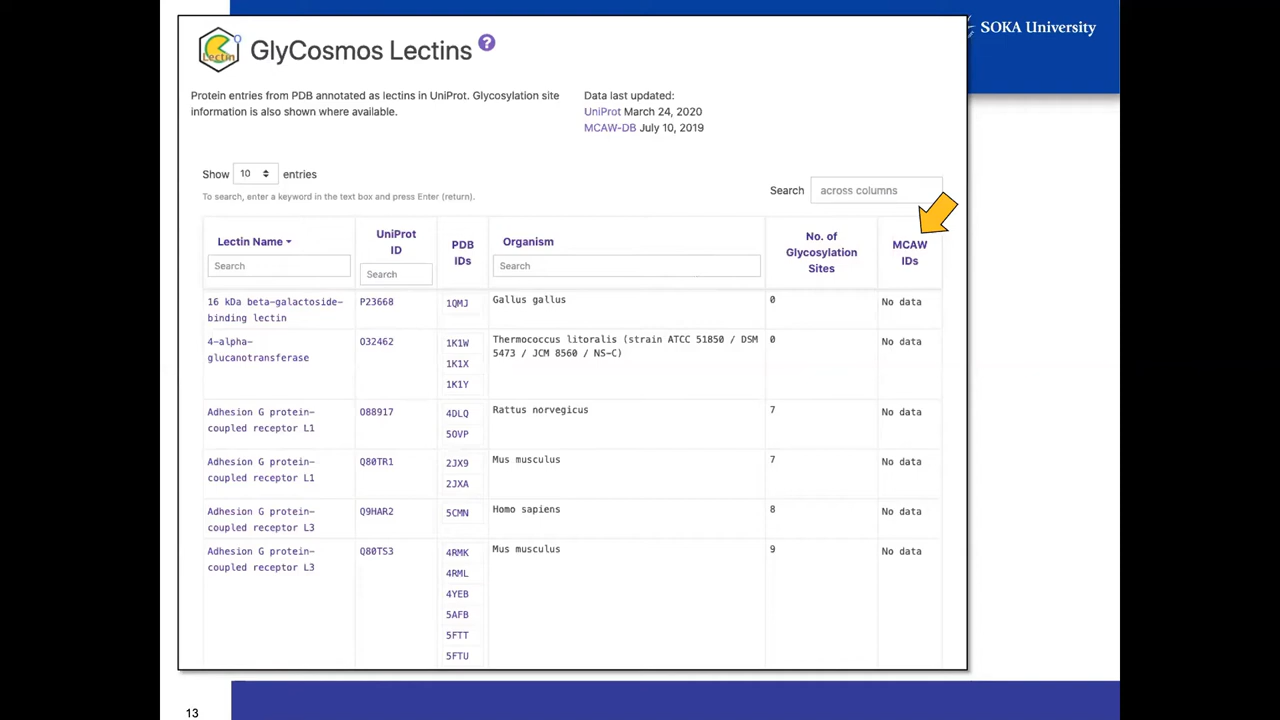 SOKA University
Lectin
GlyCosmos Lectins ?
Protein entries from PDB annotated as lectins in UniProt. Glycosylation site
information is also shown where available.
Data last updated:
UniProt March 24, 2020
MCAW-DB July 10, 2019
Show 10 entries
To search, enter a keyword in the text box and press Enter (return).
Search across columns
Lectin Name
Search
UniProt
ID
Search
PDB
IDs
Organism
Search
No. of
Glycosylation
Sites
MCAW
IDs
16 kDa beta-galactoside-
binding lectin
P23668
1QMJ
Gallus gallus
0
No data
4-alpha-
glucanotransferase
O32462
1K1W
1K1X
1K1Y
Thermococcus litoralis (strain ATCC 51850 / DSM
5473 / JCM 8560 / NS-C)
0
No data
Adhesion G protein-
coupled receptor L1
O88917
4DLQ
5OVP
Rattus norvegicus
7
No data
Adhesion G protein-
coupled receptor L1
Q80TR1
2JX9
2JXA
Mus musculus
7
No data
Adhesion G protein-
coupled receptor L3
Q9HAR2
5CMN
Homo sapiens
8
No data
Adhesion G protein-
coupled receptor L3
Q80TS3
4RMK
4RML
4YEB
5AFB
5FTT
5FTU
Mus musculus
9
No data
13